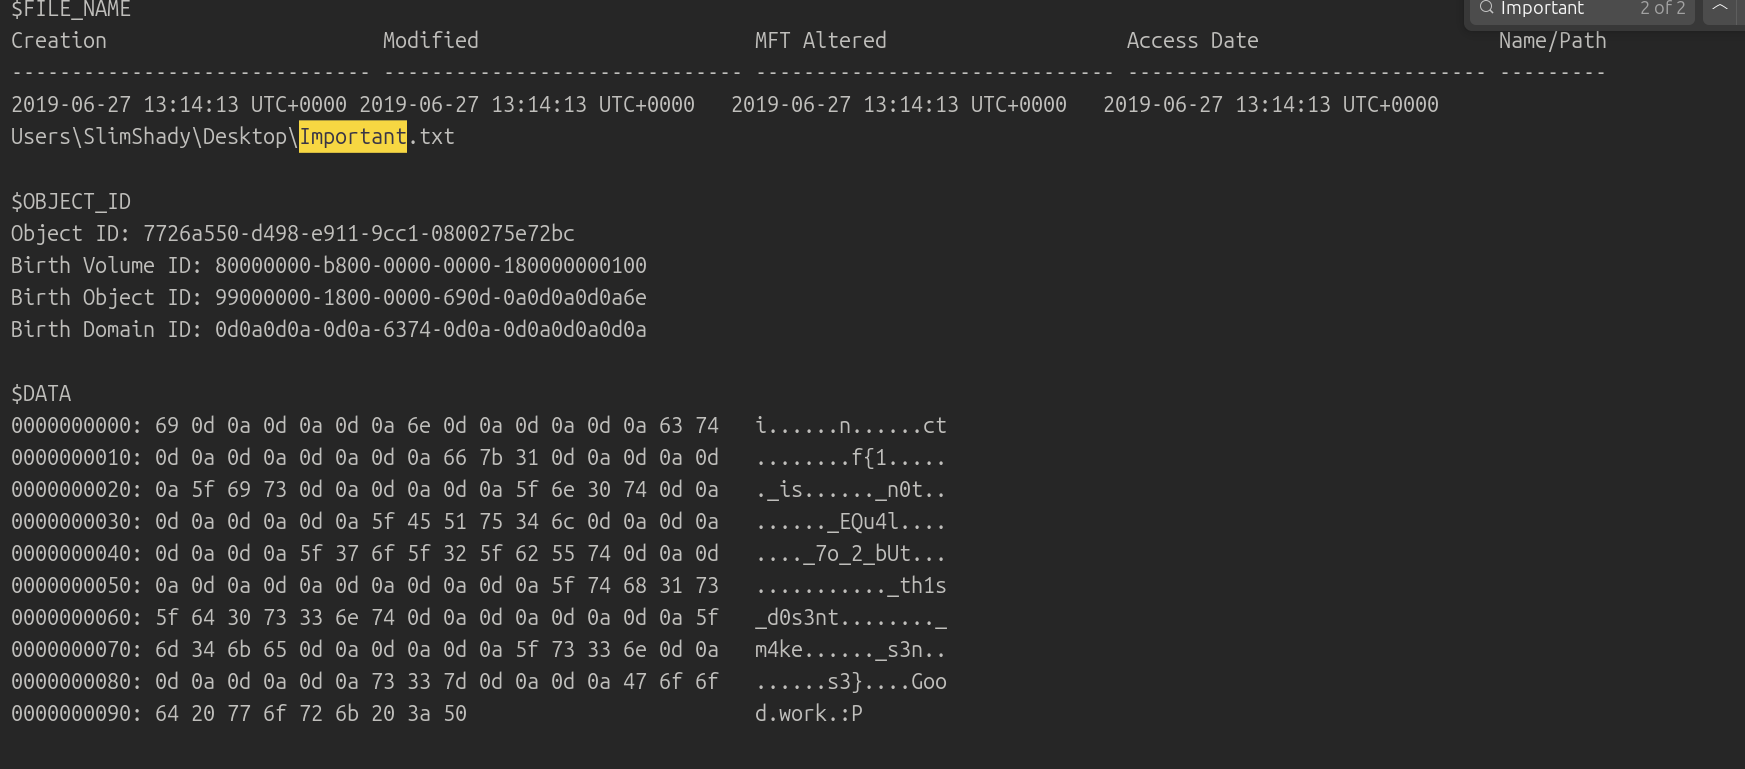 $FILE_NAME
Important 2 of 2
Creation Modified MFT Altered Access Date Name/Path
------------------------------ ------------------------------ ------------------------------ ------------------------------ ---------
2019-06-27 13:14:13 UTC+0000 2019-06-27 13:14:13 UTC+0000 2019-06-27 13:14:13 UTC+0000 2019-06-27 13:14:13 UTC+0000
Users\SlimShady\Desktop\Important.txt
$OBJECT_ID
Object ID: 7726a550-d498-e911-9cc1-0800275e72bc
Birth Volume ID: 80000000-b800-0000-0000-180000000100
Birth Object ID: 99000000-1800-0000-690d-0a0d0a0d0a6e
Birth Domain ID: 0d0a0d0a-0d0a-6374-0d0a-0d0a0d0a0d0a
$DATA
0000000000: 69 0d 0a 0d 0a 0d 0a 6e 0d 0a 0d 0a 0d 0a 63 74 i......n......ct
0000000010: 0d 0a 0d 0a 0d 0a 0d 0a 66 7b 31 0d 0a 0d 0a 0d ........f{1.....
0000000020: 0a 5f 69 73 0d 0a 0d 0a 0d 0a 5f 6e 30 74 0d 0a ._is......_n0t..
0000000030: 0d 0a 0d 0a 0d 0a 5f 45 51 75 34 6c 0d 0a 0d 0a ......_EQu4l....
0000000040: 0d 0a 0d 0a 5f 37 6f 5f 32 5f 62 55 74 0d 0a 0d ...._7o_2_bUt...
0000000050: 0a 0d 0a 0d 0a 0d 0a 0d 0a 0d 0a 5f 74 68 31 73 ..........._th1s
0000000060: 5f 64 30 73 33 6e 74 0d 0a 0d 0a 0d 0a 0d 0a 5f _d0s3nt........_
0000000070: 6d 34 6b 65 0d 0a 0d 0a 0d 0a 5f 73 33 6e 0d 0a m4ke......_s3n..
0000000080: 0d 0a 0d 0a 0d 0a 73 33 7d 0d 0a 0d 0a 47 6f 6f ......s3}....Goo
0000000090: 64 20 77 6f 72 6b 20 3a 50 d.work.:P